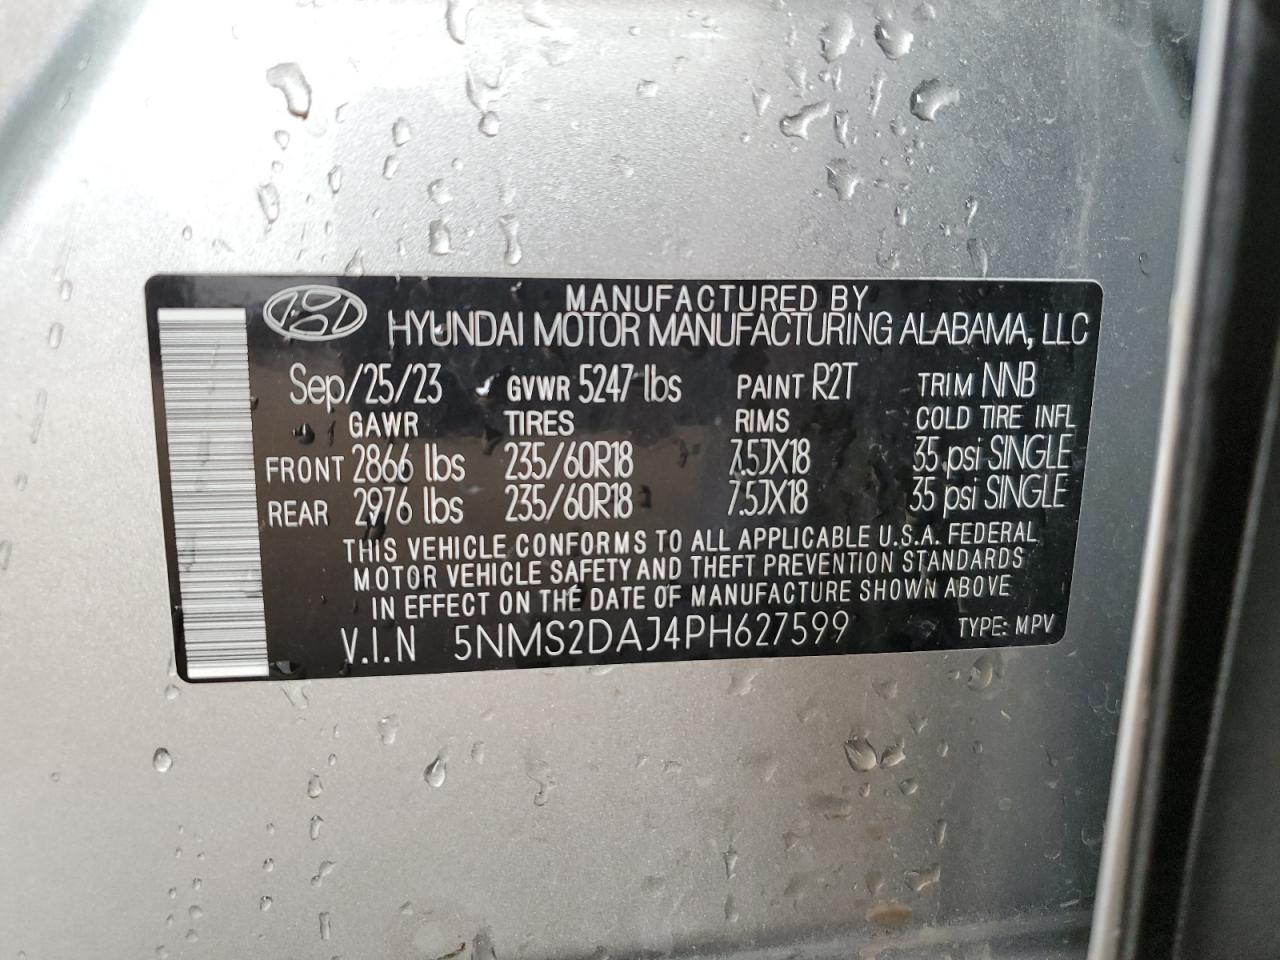 MANUFACTURED BY
HYUNDAI MOTOR MANUFACTURING ALABAMA, LLC
Sep/25/23 GVWR 5247 lbs PAINT R2T TRIM NNB
GAWR TIRES RIMS COLD TIRE INFL
FRONT 2866 lbs 235/60R18 7.5JX18 35 psi SINGLE
REAR 2976 lbs 235/60R18 7.5JX18 35 psi SINGLE
THIS VEHICLE CONFORMS TO ALL APPLICABLE U.S.A. FEDERAL
MOTOR VEHICLE SAFETY AND THEFT PREVENTION STANDARDS
IN EFFECT ON THE DATE OF MANUFACTURE SHOWN ABOVE
V.I.N 5NMS2DAJ4PH627599 TYPE: MPV